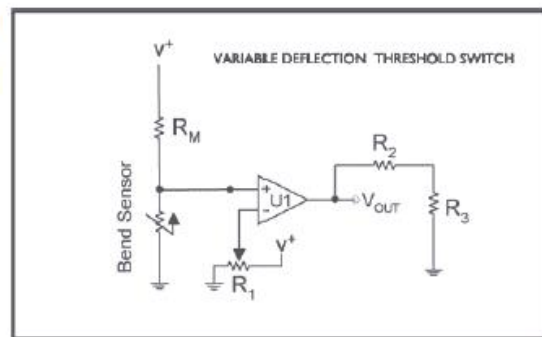 V+
VARIABLE DEFLECTION THRESHOLD SWITCH
RM
Bend Sensor
+
U1
-
R2
VOUT
R3
V+
R1